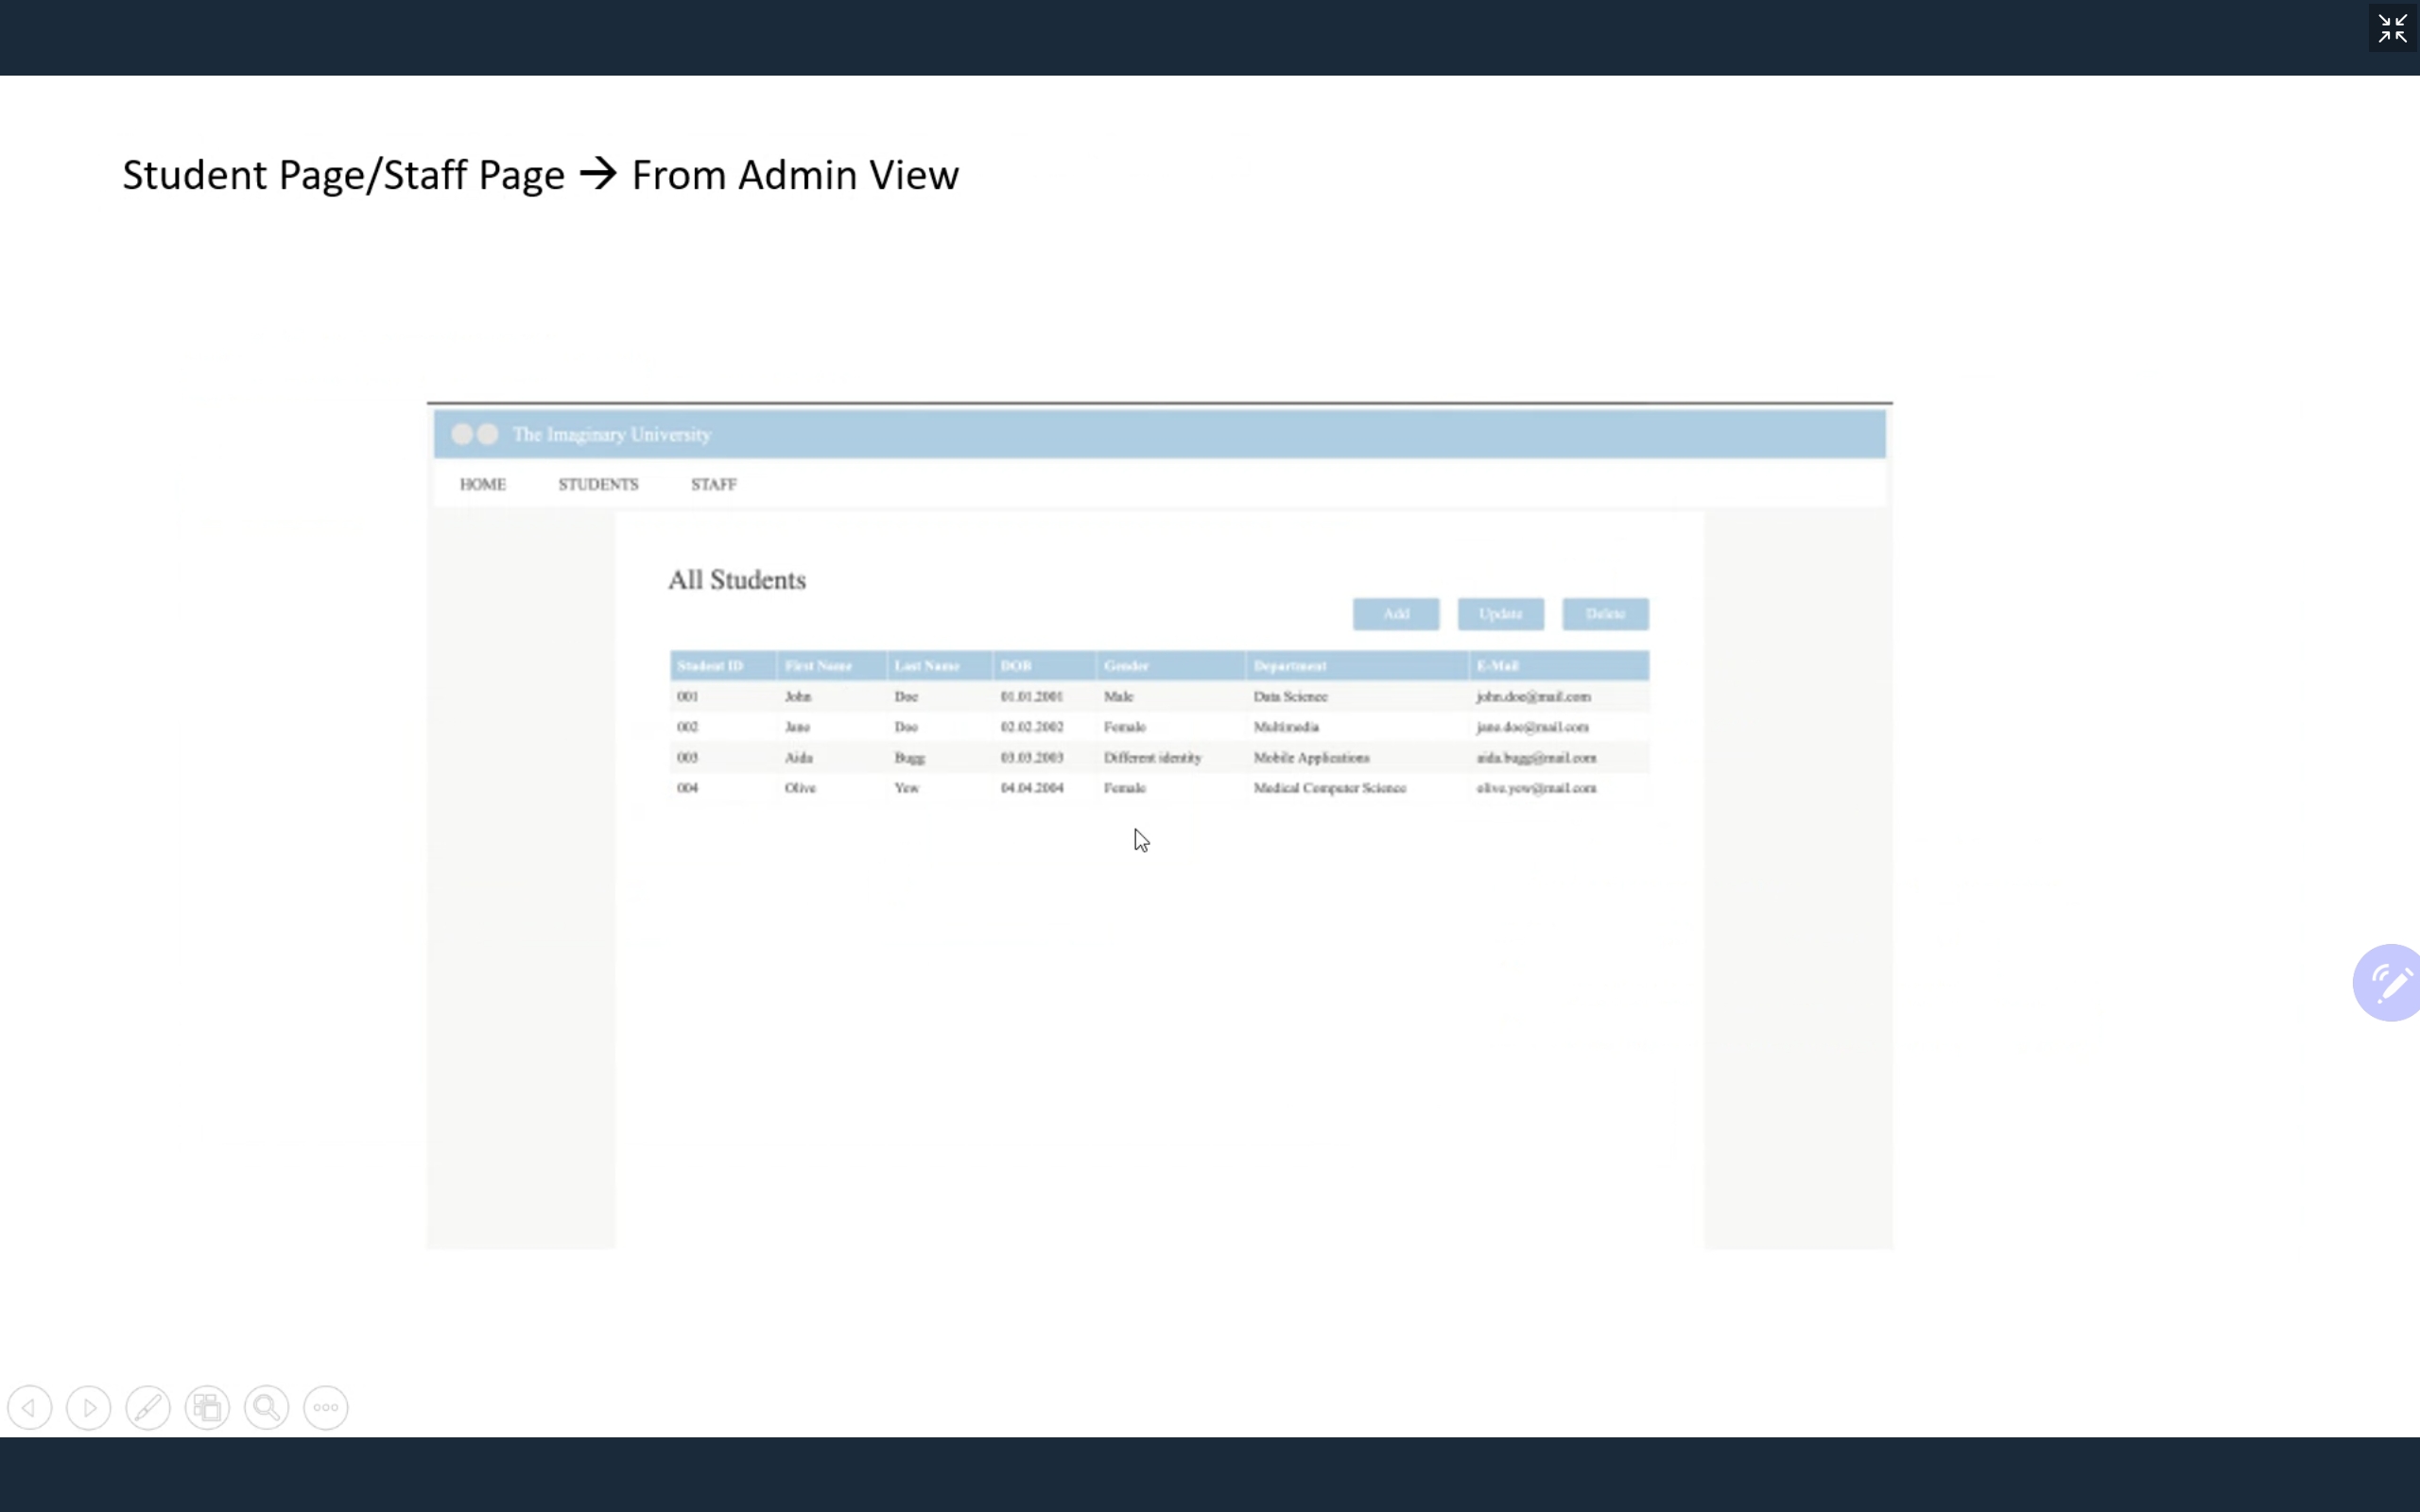 Student Page/Staff Page → From Admin View
The Imaginary University
HOME STUDENTS STAFF
All Students
Add Update Delete
Student ID First Name Last Name DOB Gender Department E-Mail
001 John Doe 01.01.2001 Male Data Science john.doe@mail.com
002 Jane Doe 02.02.2002 Female Multimedia jane.doe@mail.com
003 Aida Bugg 03.03.2003 Different identity Mobile Applications aida.bugg@mail.com
004 Olive Yew 04.04.2004 Female Medical Computer Science olive.yew@mail.com